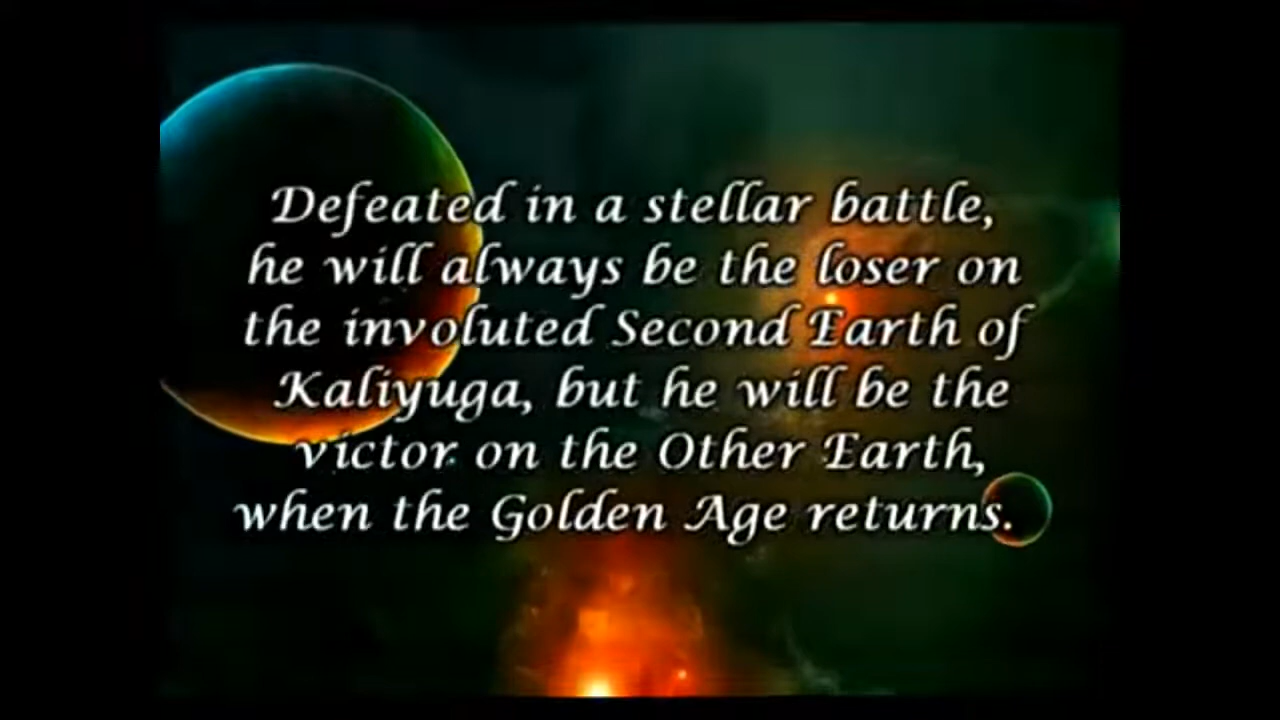 Defeated in a stellar battle,
he will always be the loser on
the involuted Second Earth of
Kaliyuga, but he will be the
victor on the Other Earth,
when the Golden Age returns.